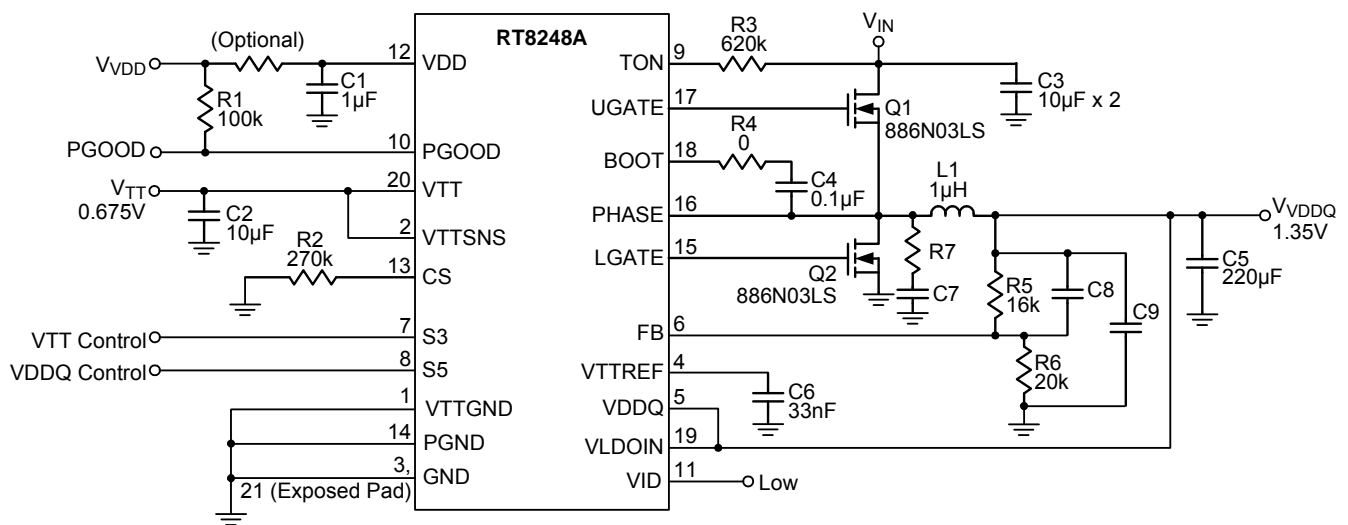 RT8248A
(Optional)
V_VDD
12
VDD
C1
1µF
R1
100k
PGOOD
10
PGOOD
V_TT
0.675V
20
VTT
C2
10µF
2
VTTSNS
R2
270k
13
CS
VTT Control
7
S3
VDDQ Control
8
S5
1
VTTGND
14
PGND
3,
21 (Exposed Pad)
GND
TON
9
R3
620k
V_IN
C3
10µF x 2
UGATE
17
Q1
886N03LS
BOOT
18
R4
0
C4
0.1µF
PHASE
16
L1
1µH
V_VDDQ
1.35V
LGATE
15
Q2
886N03LS
R7
C7
R5
16k
C8
C9
C5
220µF
FB
6
R6
20k
VTTREF
4
C6
33nF
VDDQ
5
VLDOIN
19
VID
11
Low